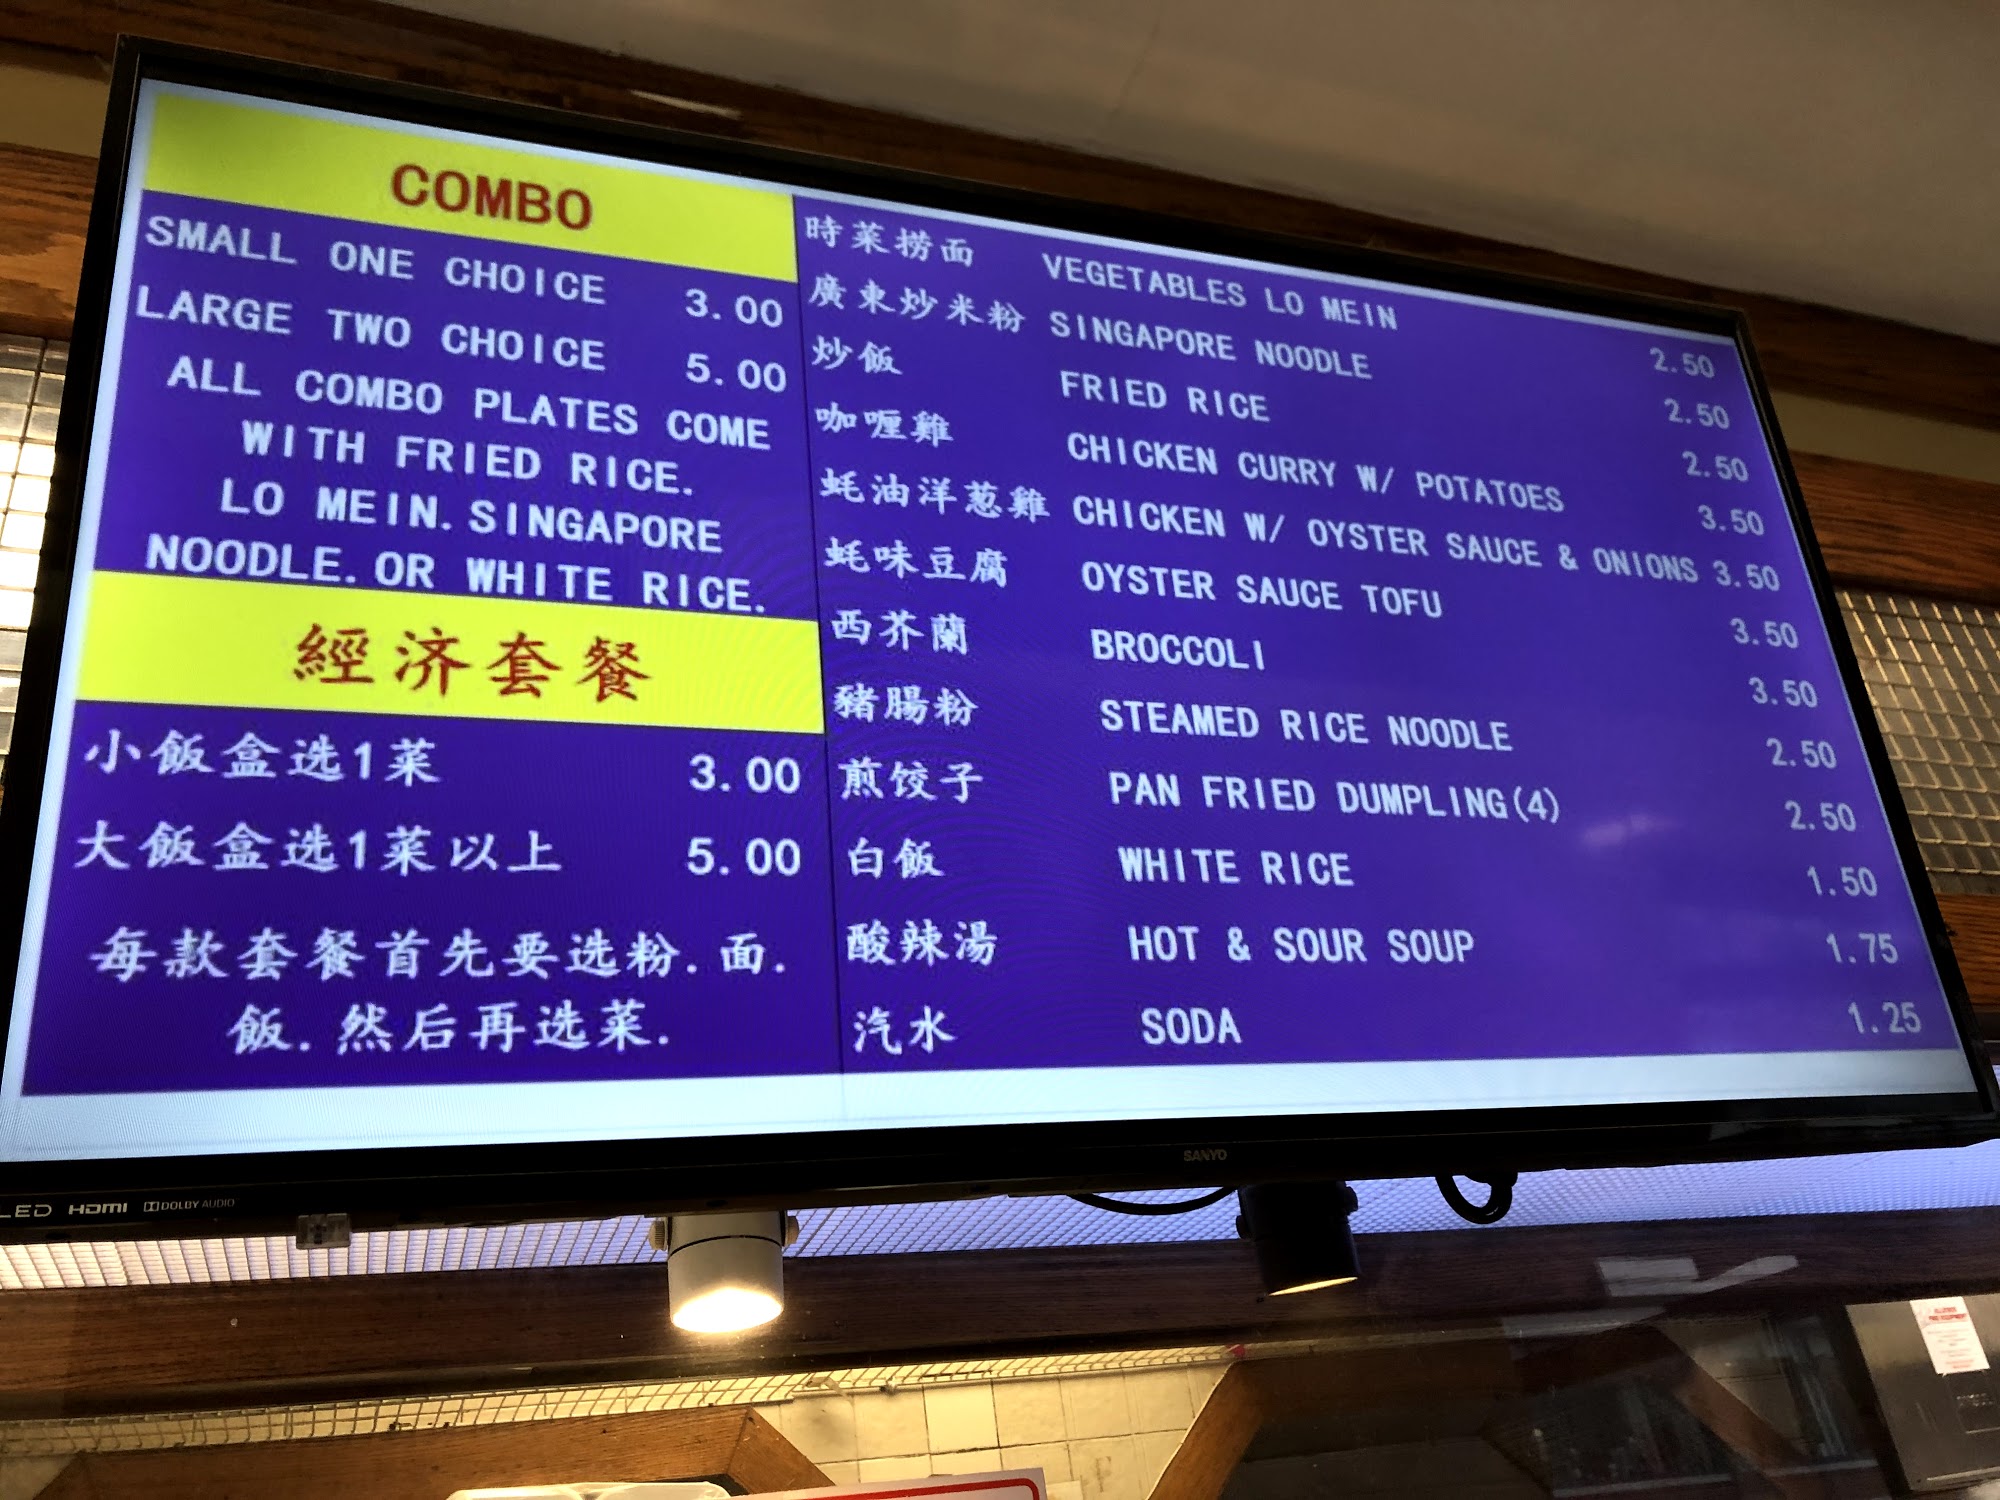 COMBO
SMALL ONE CHOICE 3.00
LARGE TWO CHOICE 5.00
ALL COMBO PLATES COME
WITH FRIED RICE.
LO MEIN. SINGAPORE
NOODLE. OR WHITE RICE.
經济套餐
小飯盒选1菜 3.00
大飯盒选1菜以上 5.00
每款套餐首先要选粉.面.
飯.然后再选菜.
時菜捞面 VEGETABLES LO MEIN 2.50
廣東炒米粉 SINGAPORE NOODLE 2.50
炒飯 FRIED RICE 2.50
咖喱雞 CHICKEN CURRY W/ POTATOES 3.50
蚝油洋葱雞 CHICKEN W/ OYSTER SAUCE & ONIONS 3.50
蚝味豆腐 OYSTER SAUCE TOFU 3.50
西芥蘭 BROCCOLI 3.50
豬腸粉 STEAMED RICE NOODLE 2.50
煎饺子 PAN FRIED DUMPLING(4) 2.50
白飯 WHITE RICE 1.50
酸辣湯 HOT & SOUR SOUP 1.75
汽水 SODA 1.25
SANYO
LED HDMI DOLBY AUDIO